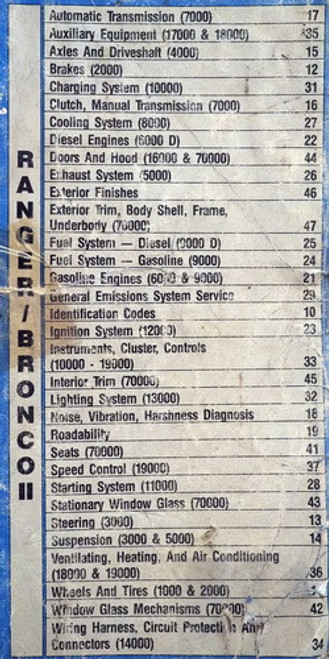 RANGER/BRONCO II
Automatic Transmission (7000) 17
Auxiliary Equipment (17000 & 18000) 35
Axles And Driveshaft (4000) 15
Brakes (2000) 12
Charging System (10000) 31
Clutch, Manual Transmission (7000) 16
Cooling System (8000) 27
Diesel Engines (6000 D) 22
Doors And Hood (16000 & 70000) 44
Exhaust System (5000) 26
Exterior Finishes 46
Exterior Trim, Body Shell, Frame,
Underbody (70000) 47
Fuel System — Diesel (9000 D) 25
Fuel System — Gasoline (9000) 24
Gasoline Engines (6000 & 9000) 21
General Emissions System Service 29
Identification Codes 10
Ignition System (12000) 23
Instruments, Cluster, Controls
(10000 - 19000) 33
Interior Trim (70000) 45
Lighting System (13000) 32
Noise, Vibration, Harshness Diagnosis 18
Roadability 19
Seats (70000) 41
Speed Control (19000) 37
Starting System (11000) 28
Stationary Window Glass (70000) 43
Steering (3000) 13
Suspension (3000 & 5000) 14
Ventilating, Heating, And Air Conditioning
(18000 & 19000) 36
Wheels And Tires (1000 & 2000)
Window Glass Mechanisms (70000) 42
Wiring Harness, Circuit Protection And
Connectors (14000) 34